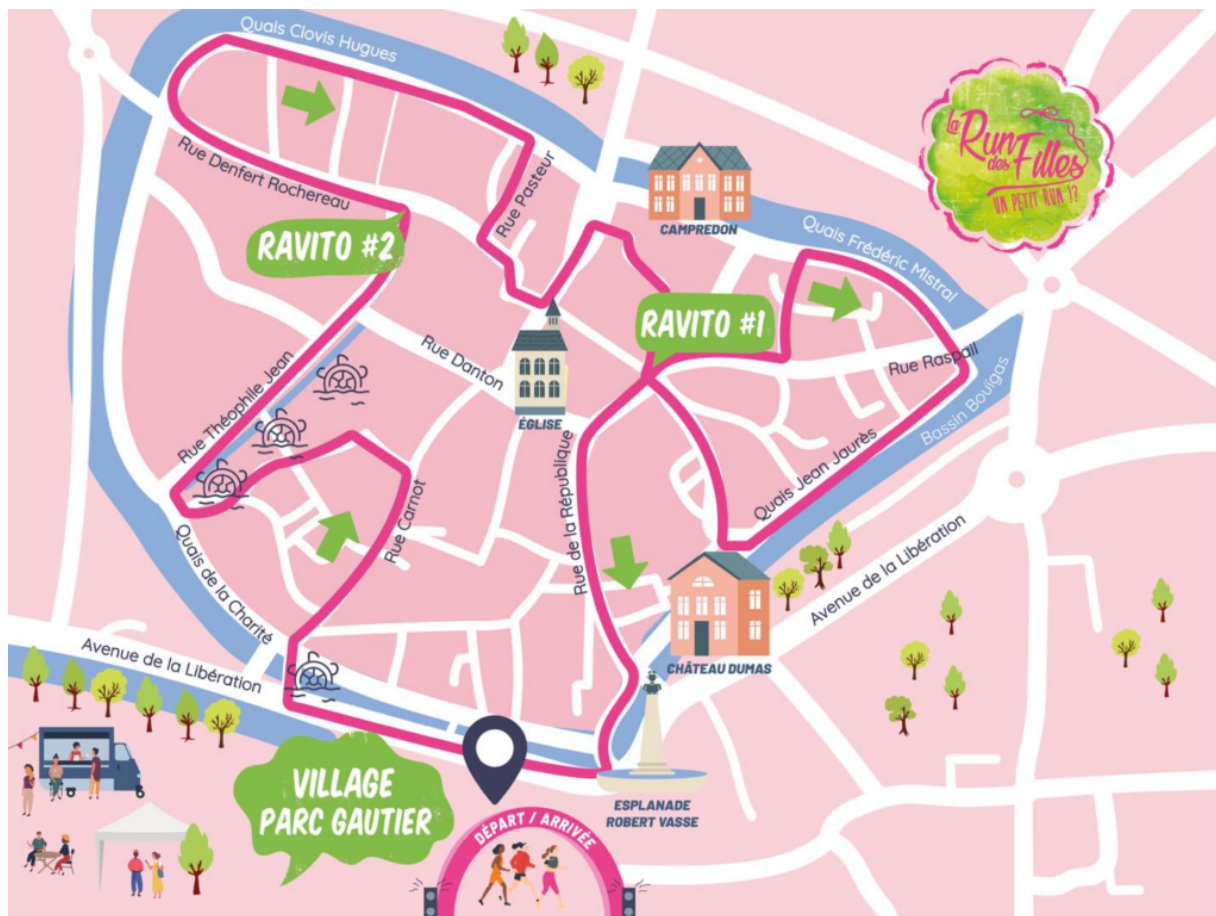 Quais Clovis Hugues
La
Run
des Filles
UN PETIT RUN !?
Rue Denfert Rochereau
Rue Pasteur
CAMPREDON
Quais Frédéric Mistral
RAVITO #2
RAVITO #1
Rue Danton
Rue Raspail
Rue Théophile Jean
ÉGLISE
Bassin Bouigas
Rue Carnot
Rue de la République
Quais Jean Jaurès
Quais de la Charité
Avenue de la Libération
Avenue de la Libération
CHÂTEAU DUMAS
VILLAGE
PARC GAUTIER
DÉPART / ARRIVÉE
ESPLANADE
ROBERT VASSE